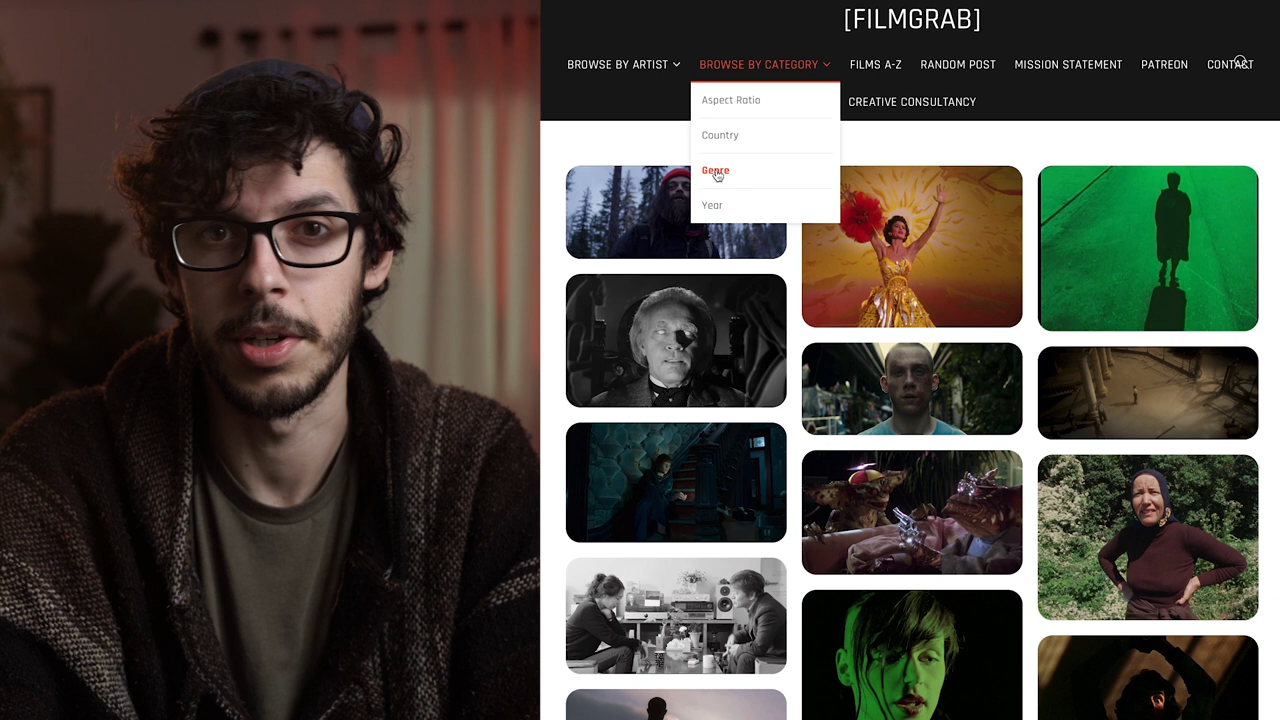 [FILMGRAB]
BROWSE BY ARTIST
BROWSE BY CATEGORY
FILMS A-Z
RANDOM POST
MISSION STATEMENT
PATREON
CONTACT
CREATIVE CONSULTANCY
Aspect Ratio
Country
Genre
Year